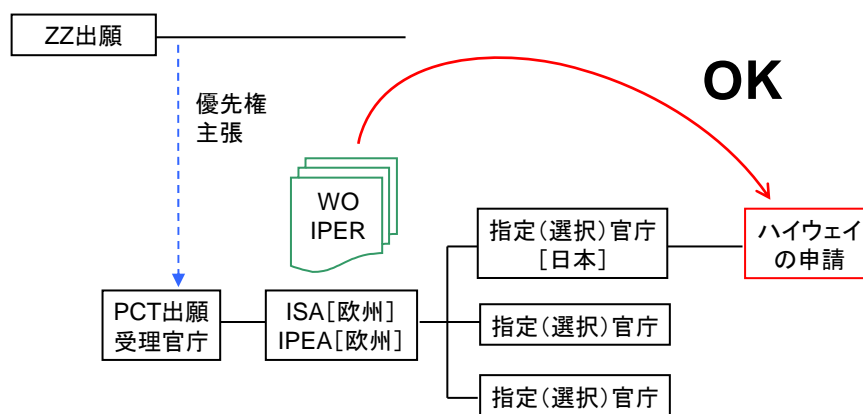 ZZ出願
OK
優先権
主張
WO
IPER
指定(選択)官庁
[日本]
ハイウェイ
の申請
PCT出願
受理官庁
ISA[欧州]
IPEA[欧州]
指定(選択)官庁
指定(選択)官庁